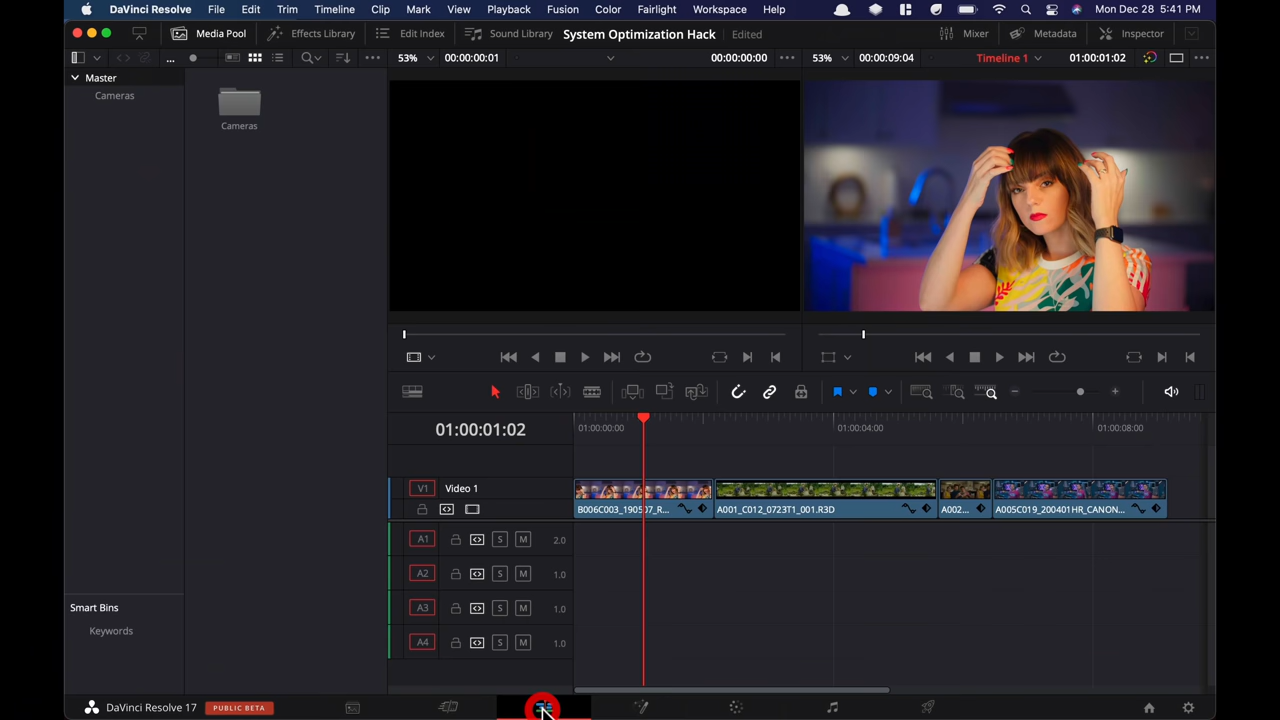 DaVinci Resolve File Edit Trim Timeline Clip Mark View Playback Fusion Color Fairlight Workspace Help Mon Dec 28 5:41 PM
Media Pool Effects Library Edit Index Sound Library System Optimization Hack Edited Mixer Metadata Inspector
... 53% 00:00:00:01 00:00:00:00 ... 53% 00:00:09:04 Timeline 1 01:00:01:02 ...
Master
Cameras
Cameras
01:00:01:02
01:00:00:00 01:00:04:00 01:00:08:00
V1 Video 1
B006C003_190507_R... A001_C012_0723T1_001.R3D A002... A005C019_200401HR_CANON...
A1 S M 2.0
A2 S M 1.0
A3 S M 1.0
A4 S M 1.0
Smart Bins
Keywords
DaVinci Resolve 17 PUBLIC BETA